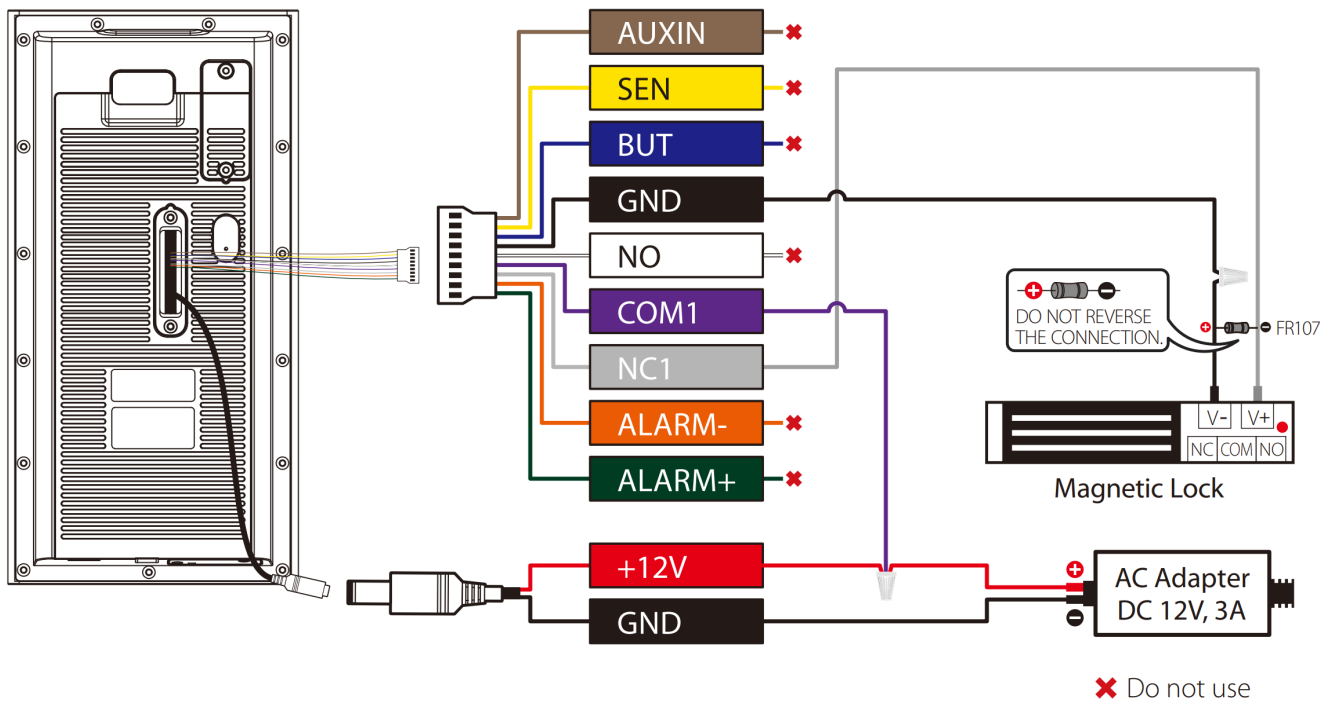 AUXIN
SEN
BUT
GND
NO
COM1
NC1
ALARM-
ALARM+
+12V
GND
DO NOT REVERSE
THE CONNECTION.
FR107
V- V+
NC COM NO
Magnetic Lock
AC Adapter
DC 12V, 3A
Do not use